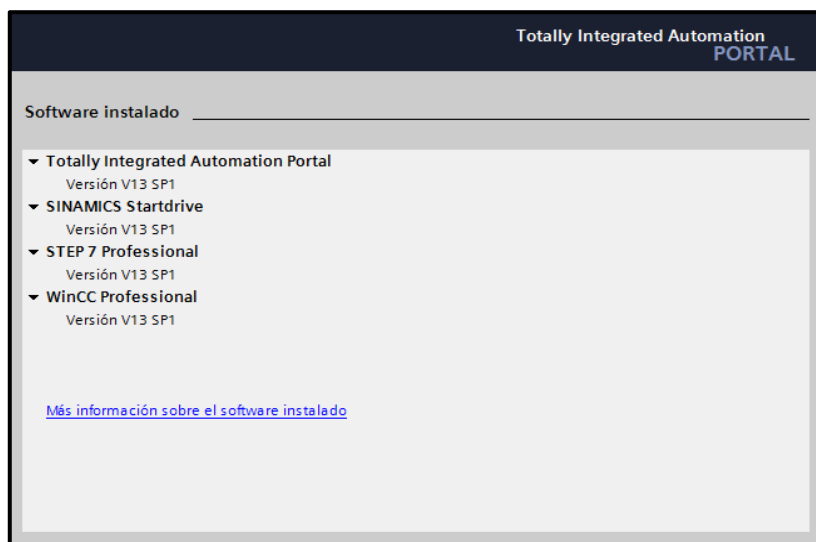 Totally Integrated Automation
PORTAL
Software instalado
Totally Integrated Automation Portal
Versión V13 SP1
SINAMICS Startdrive
Versión V13 SP1
STEP 7 Professional
Versión V13 SP1
WinCC Professional
Versión V13 SP1
Más información sobre el software instalado